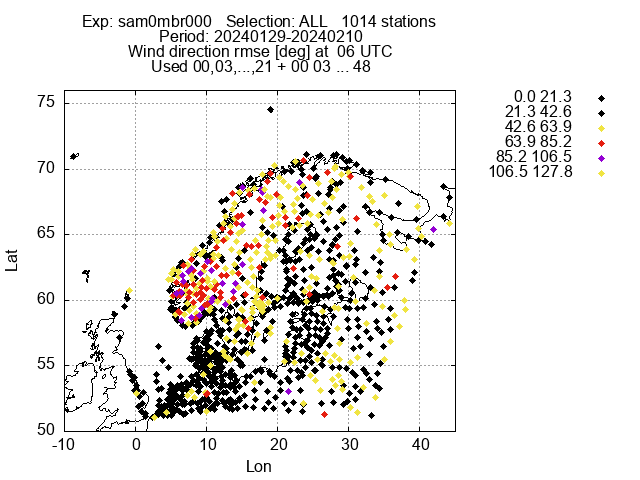 Exp: sam0mbr000 Selection: ALL 1014 stations
Period: 20240129-20240210
Wind direction rmse [deg] at 06 UTC
Used 00,03,...,21 + 00 03 ... 48
0.0 21.3
21.3 42.6
42.6 63.9
63.9 85.2
85.2 106.5
106.5 127.8
75
70
65
60
55
50
Lat
-10 0 10 20 30 40
Lon